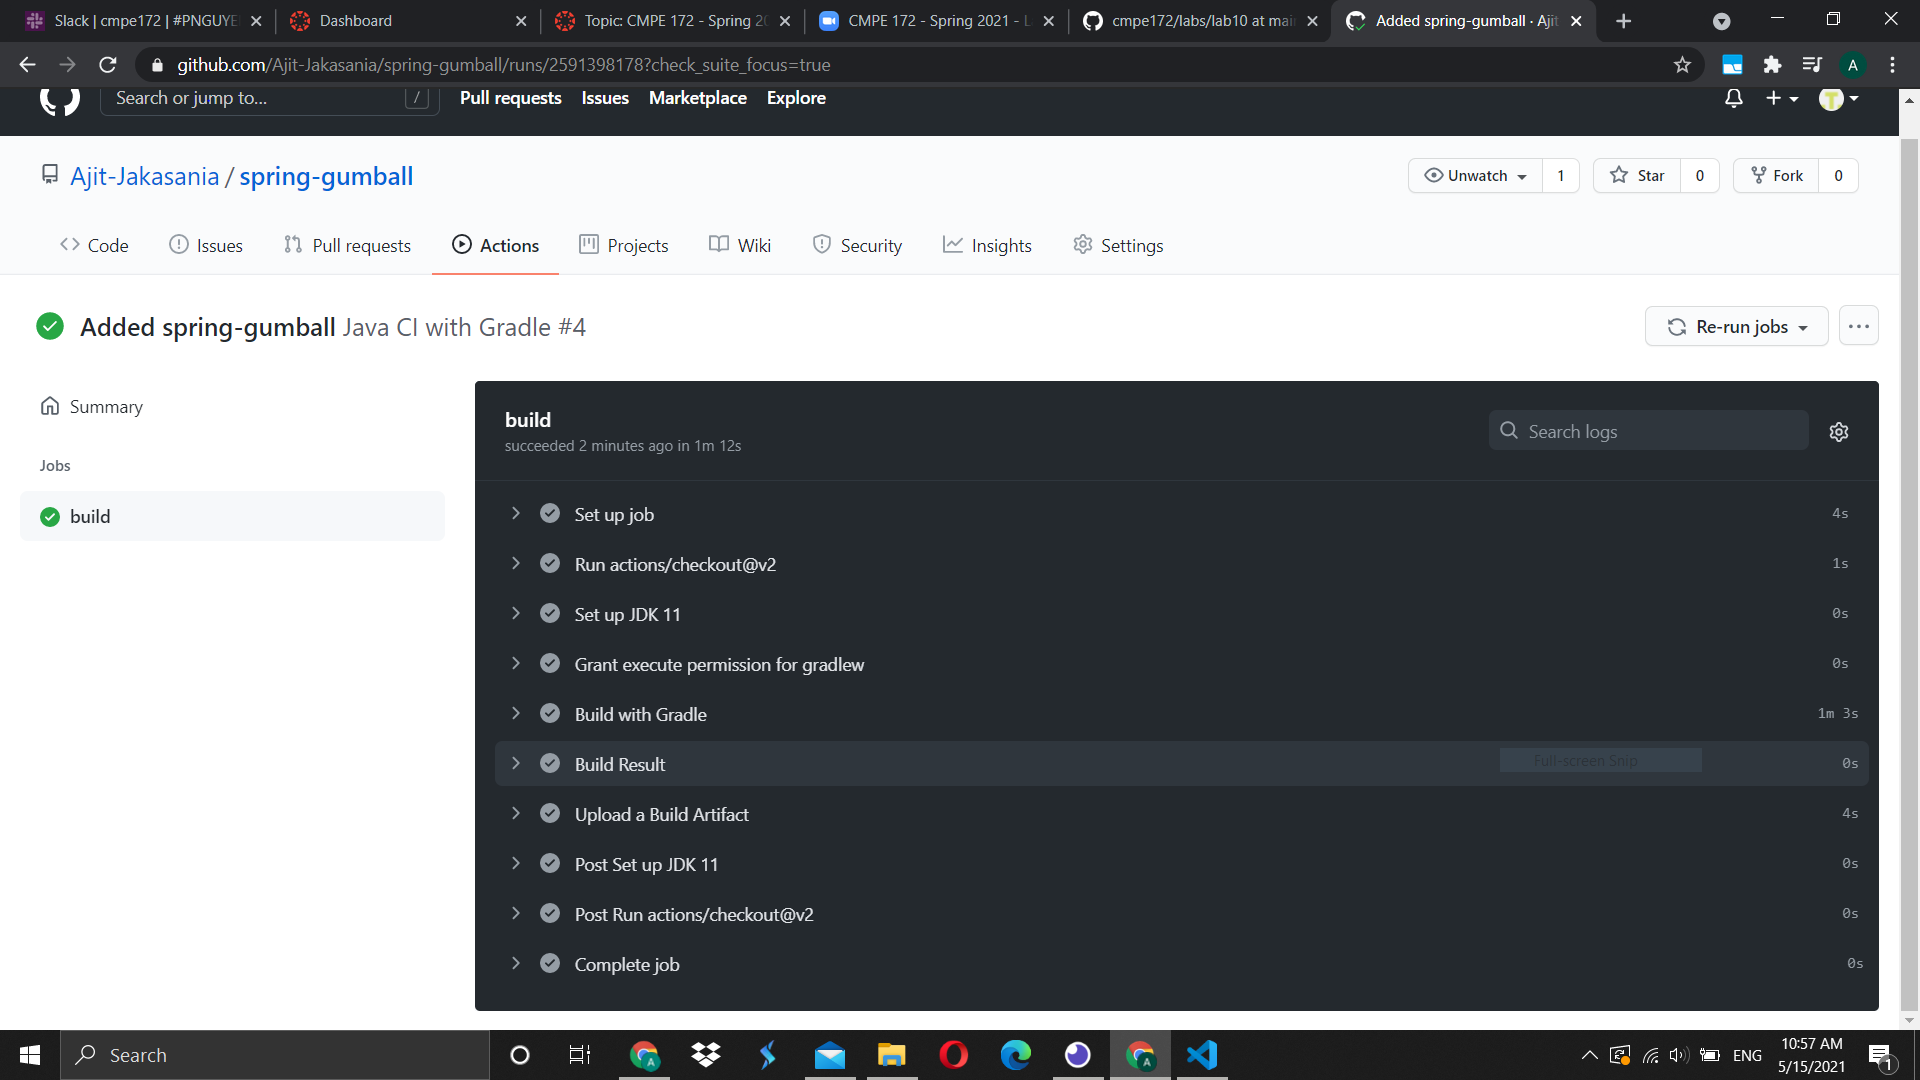 Slack | cmpe172 | #PNGUYE
Dashboard
Topic: CMPE 172 - Spring 20
CMPE 172 - Spring 2021 - L
cmpe172/labs/lab10 at mai
Added spring-gumball · Ajit
github.com/Ajit-Jakasania/spring-gumball/runs/2591398178?check_suite_focus=true
A
Search or jump to...
/
Pull requests
Issues
Marketplace
Explore
Ajit-Jakasania / spring-gumball
Unwatch
1
Star
0
Fork
0
Code
Issues
Pull requests
Actions
Projects
Wiki
Security
Insights
Settings
Added spring-gumball Java CI with Gradle #4
Re-run jobs
Summary
Jobs
build
build
succeeded 2 minutes ago in 1m 12s
Search logs
Set up job
4s
Run actions/checkout@v2
1s
Set up JDK 11
0s
Grant execute permission for gradlew
0s
Build with Gradle
1m 3s
Build Result
Full-screen Snip
0s
Upload a Build Artifact
4s
Post Set up JDK 11
0s
Post Run actions/checkout@v2
0s
Complete job
0s
Search
ENG
10:57 AM
5/15/2021
1